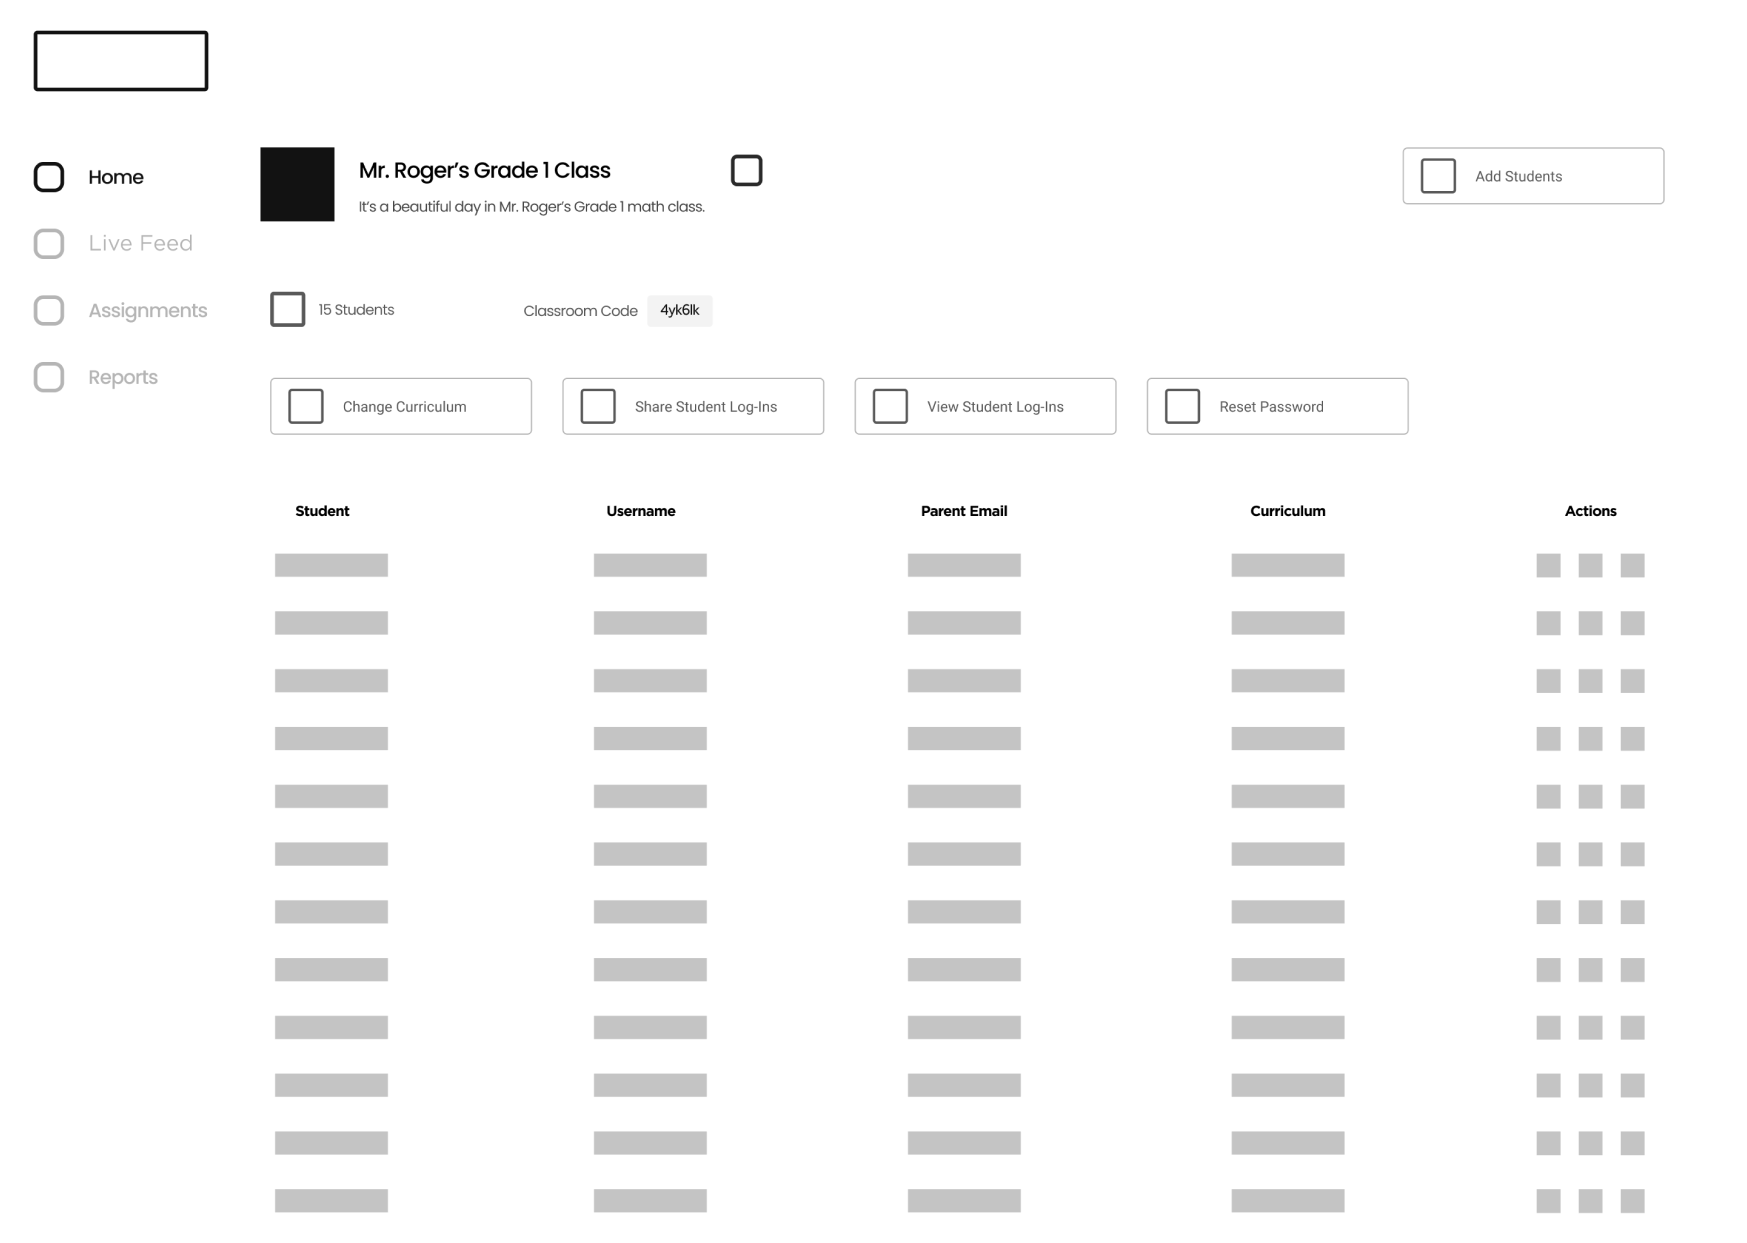 Home
Live Feed
Assignments
Reports
Mr. Roger's Grade 1 Class
It's a beautiful day in Mr. Roger's Grade 1 math class.
Add Students
15 Students
Classroom Code 4yk6lk
Change Curriculum
Share Student Log-Ins
View Student Log-Ins
Reset Password
Student Username Parent Email Curriculum Actions